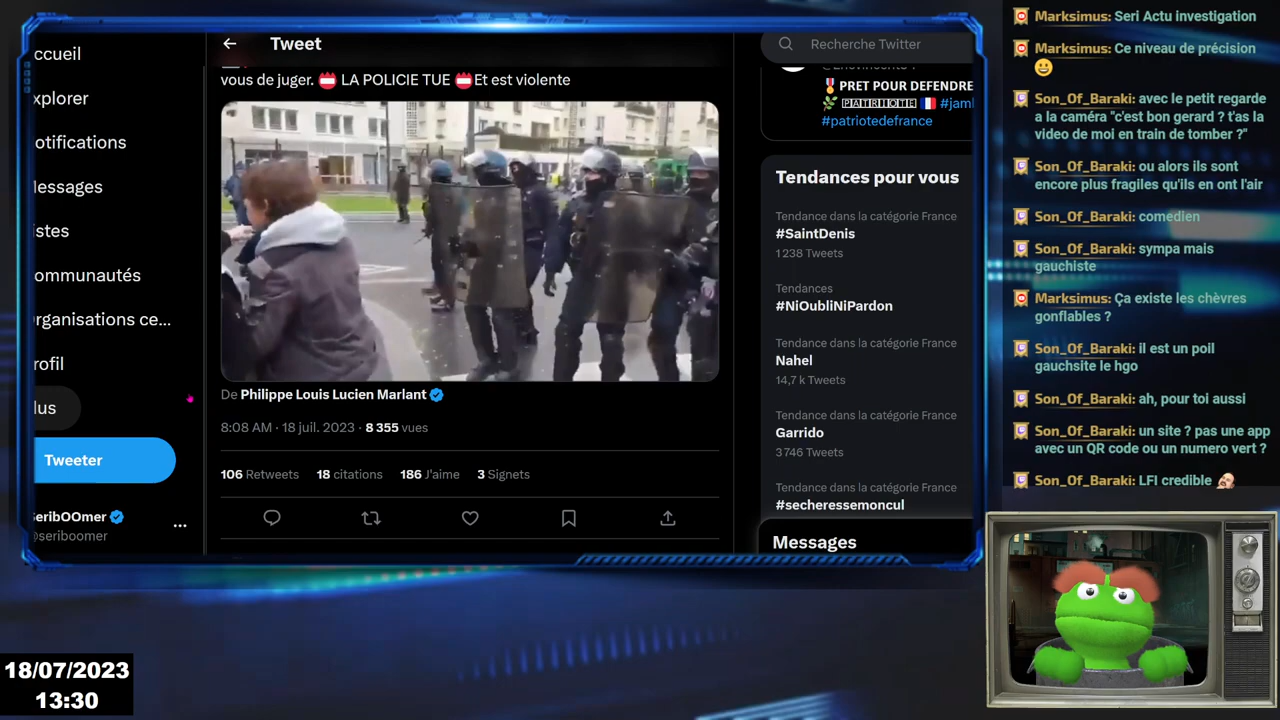 ccueil
xplorer
otifications
lessages
istes
ommunautés
rganisations ce...
rofil
lus
Tweeter
SeribOOmer
@seriboomer
Tweet
vous de juger. LA POLICIE TUE Et est violente
De Philippe Louis Lucien Marlant
8:08 AM · 18 juil. 2023 · 8 355 vues
106 Retweets 18 citations 186 J'aime 3 Signets
Recherche Twitter
PRET POUR DEFENDRE
PATRIOTE #jam
#patriotedefrance
Tendances pour vous
Tendance dans la catégorie France
#SaintDenis
1 238 Tweets
Tendances
#NiOubliNiPardon
Tendance dans la catégorie France
Nahel
14,7 k Tweets
Tendance dans la catégorie France
Garrido
3 746 Tweets
Tendance dans la catégorie France
#secheressemoncul
Messages
Marksimus: Seri Actu investigation
Marksimus: Ce niveau de précision
Son_Of_Baraki: avec le petit regarde
a la caméra "c'est bon gerard ? t'as la
video de moi en train de tomber ?"
Son_Of_Baraki: ou alors ils sont
encore plus fragiles qu'ils en ont l'air
Son_Of_Baraki: comedien
Son_Of_Baraki: sympa mais
gauchiste
Marksimus: Ça existe les chèvres
gonflables ?
Son_Of_Baraki: il est un poil
gauchsite le hgo
Son_Of_Baraki: ah, pour toi aussi
Son_Of_Baraki: un site ? pas une app
avec un QR code ou un numero vert ?
Son_Of_Baraki: LFI credible
18/07/2023
13:30